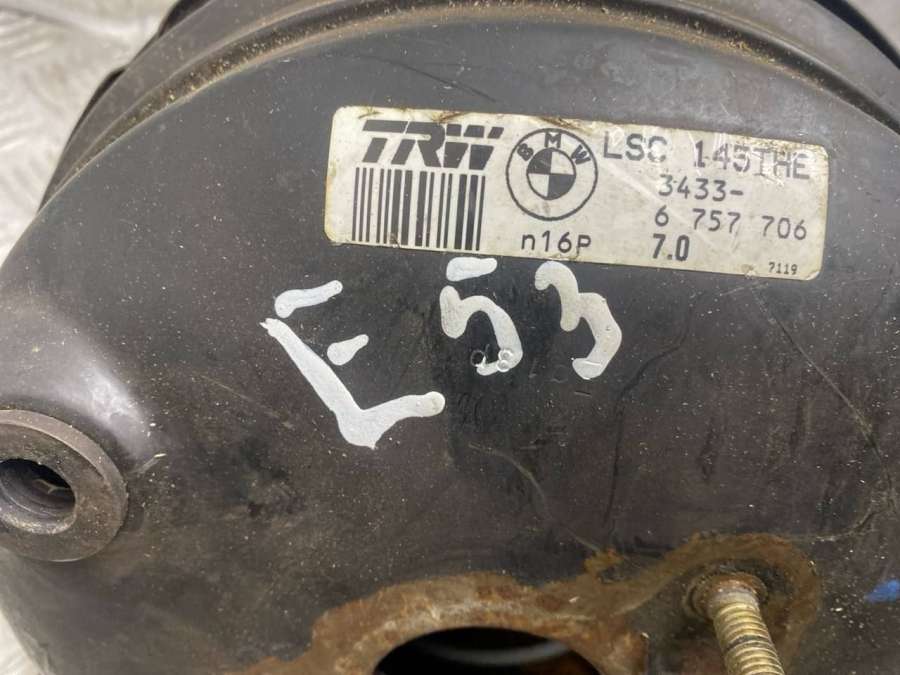 TRW
BMW
LSC 145THE
3433-
6 757 706
n16P
7.0
7119
E53